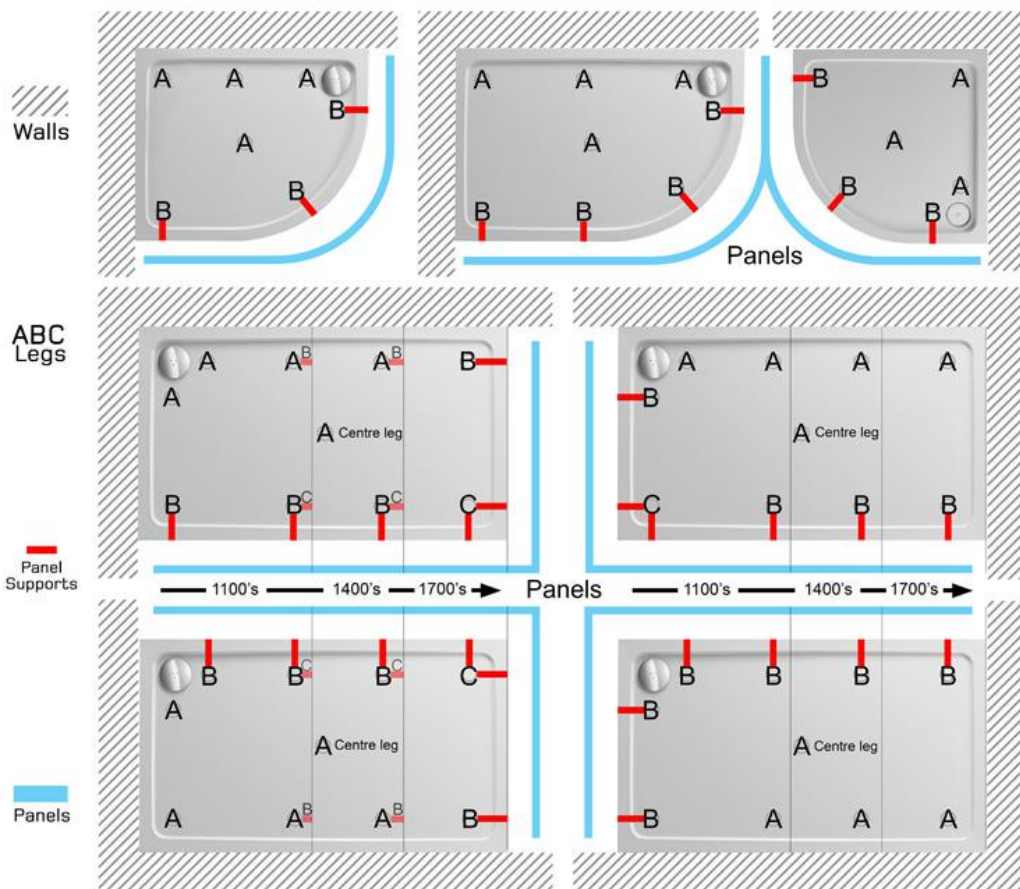 A A A
B
A
B
B
A A A
B
A
B
B B
B A
A
B A
B
Walls
Panels
ABC
Legs
A A B A B B
A
A Centre leg
B B C B C C
A A A A
B
A Centre leg
C B B B
Panel
Supports
1100's 1400's 1700's
Panels
1100's 1400's 1700's
B B C B C C
A
A Centre leg
A A B A B B
B B B B
B
A Centre leg
B A A A
Panels